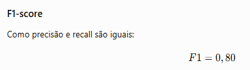 F1-score
Como precisão e recall são iguais:
F1 = 0,80